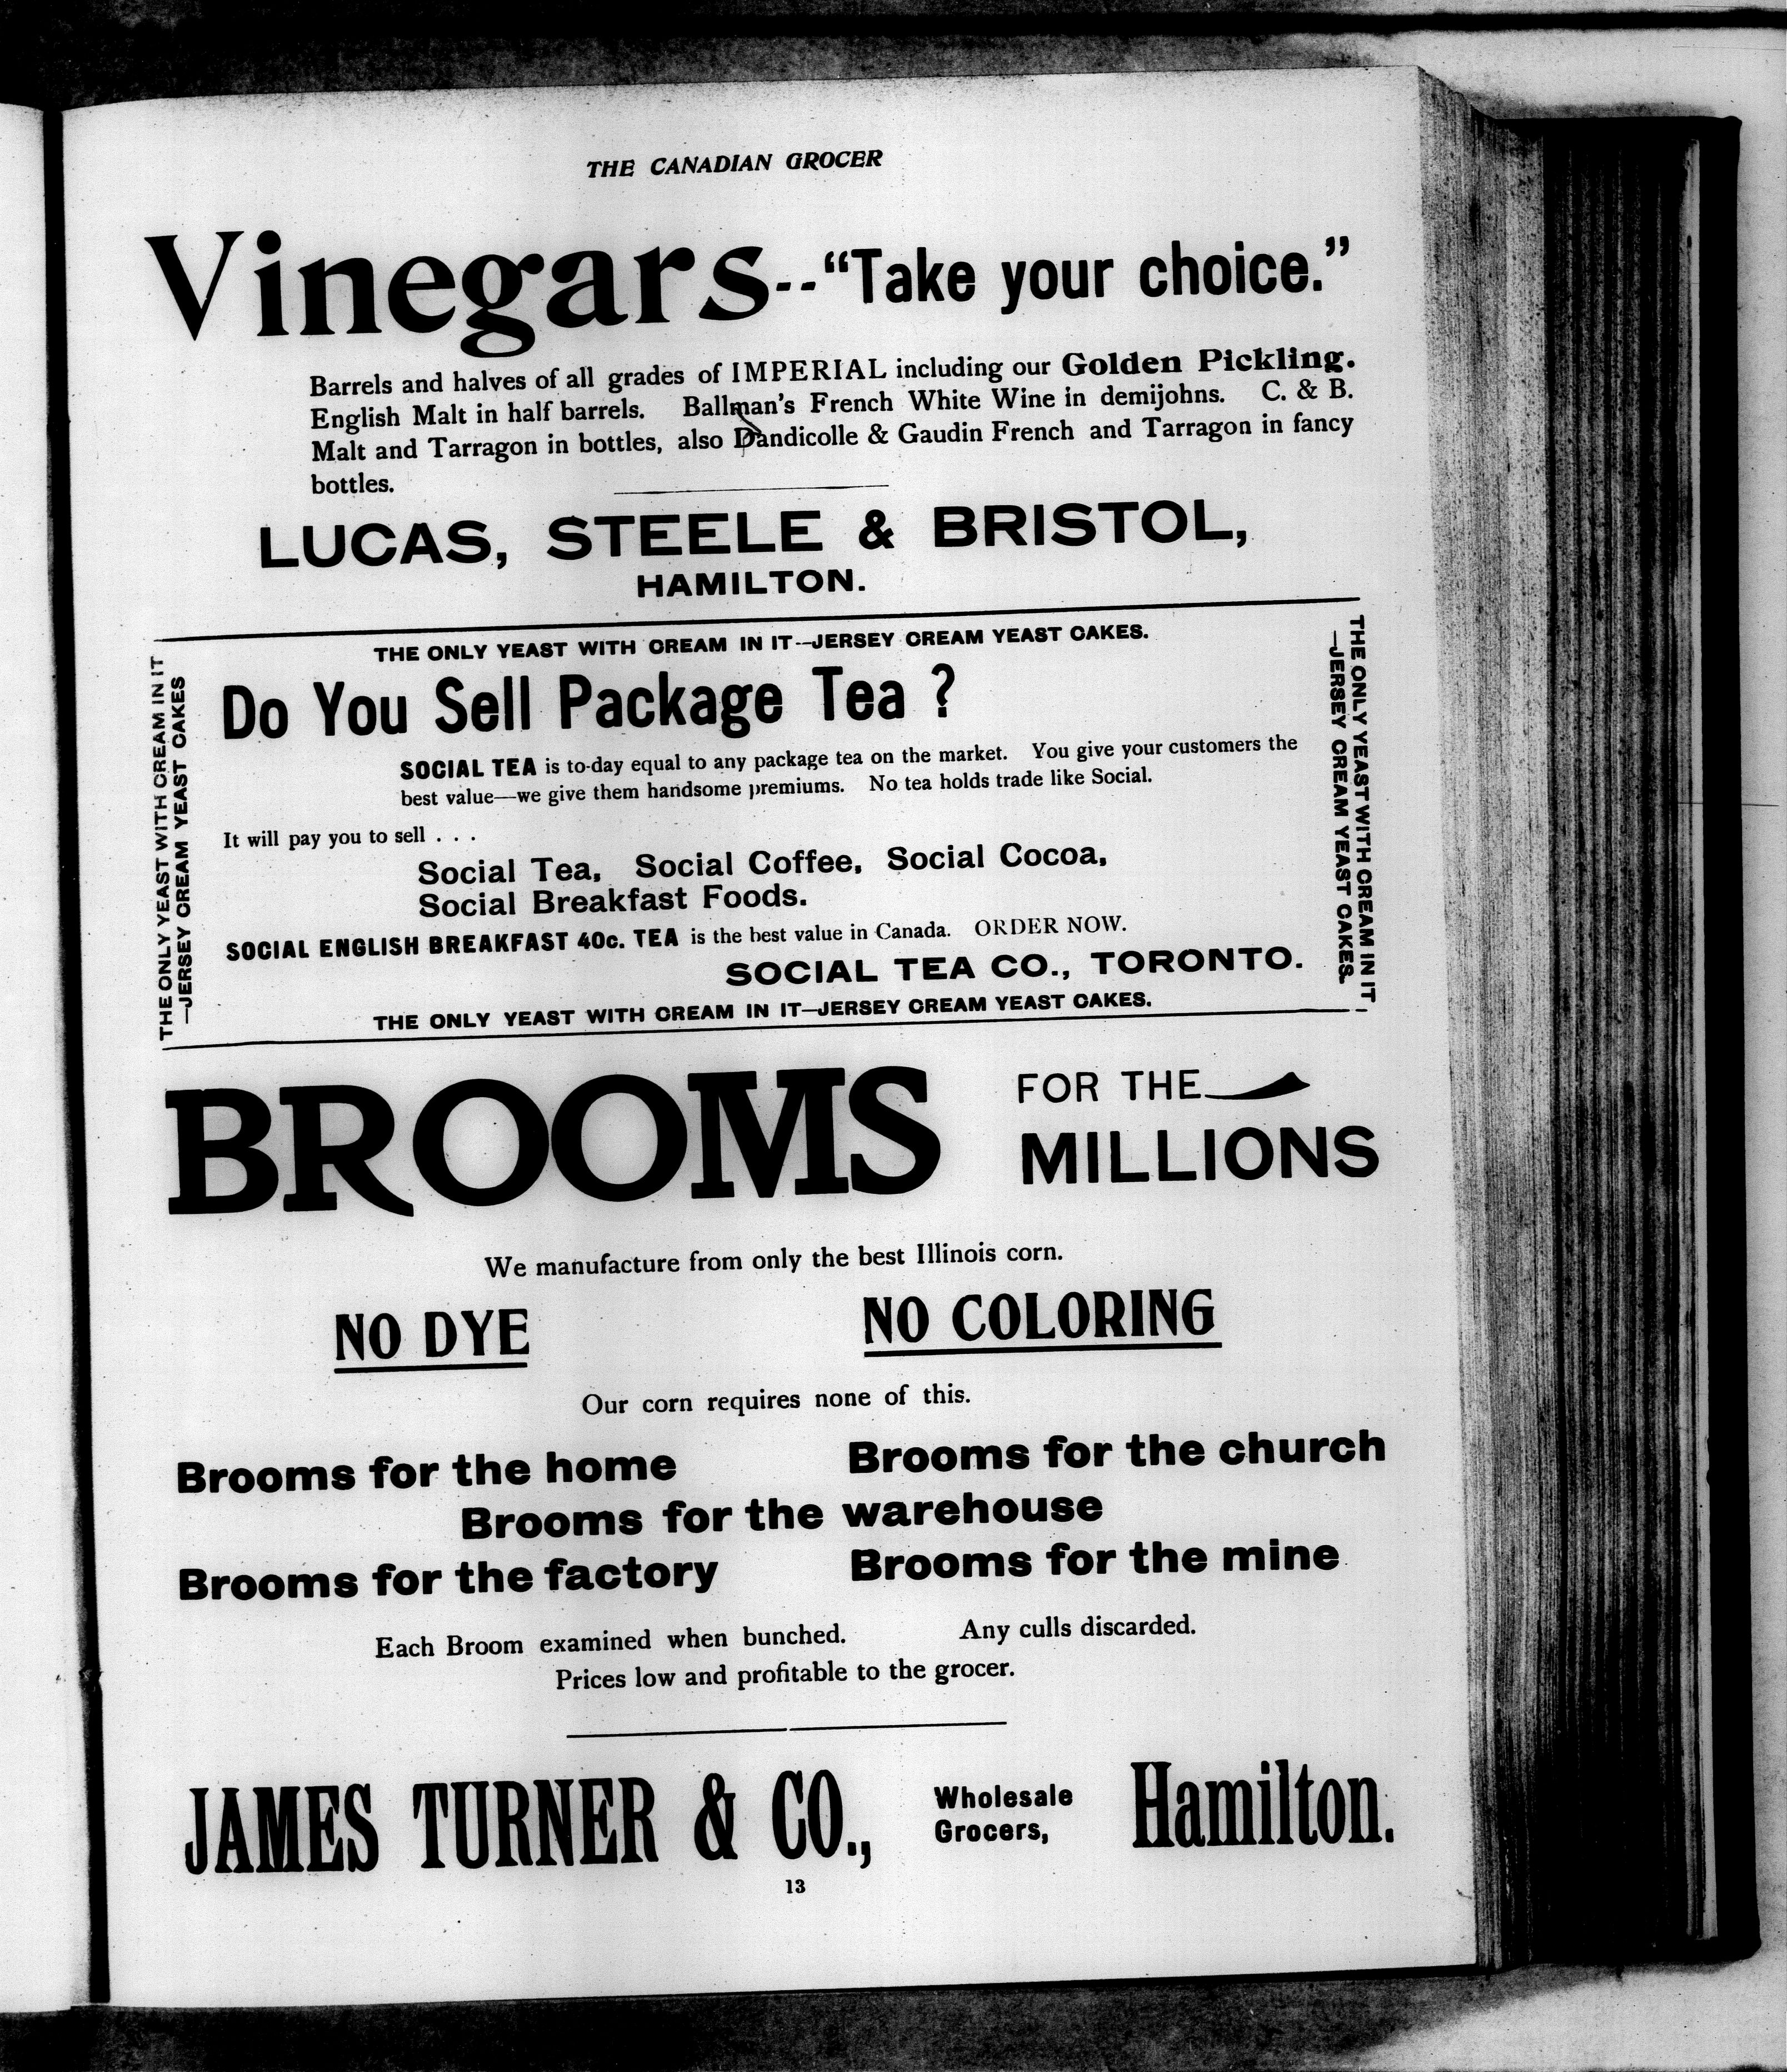 THE CANADIAN GROCER
Vinegars--"Take your choice."
Barrels and halves of all grades of IMPERIAL including our Golden Pickling.
English Malt in half barrels. Ballman's French White Wine in demijohns. C. & B.
Malt and Tarragon in bottles, also Dandicolle & Gaudin French and Tarragon in fancy
bottles.
LUCAS, STEELE & BRISTOL,
HAMILTON.
THE ONLY YEAST WITH CREAM IN IT--JERSEY CREAM YEAST CAKES.
THE ONLY YEAST WITH CREAM IN IT
—JERSEY CREAM YEAST CAKES
Do You Sell Package Tea ?
SOCIAL TEA is to-day equal to any package tea on the market. You give your customers the
best value—we give them handsome premiums. No tea holds trade like Social.
It will pay you to sell . . .
Social Tea, Social Coffee, Social Cocoa,
Social Breakfast Foods.
SOCIAL ENGLISH BREAKFAST 40c. TEA is the best value in Canada. ORDER NOW.
SOCIAL TEA CO., TORONTO.
THE ONLY YEAST WITH CREAM IN IT
—JERSEY CREAM YEAST CAKES.
THE ONLY YEAST WITH CREAM IN IT—JERSEY CREAM YEAST CAKES.
BROOMS FOR THE
MILLIONS
We manufacture from only the best Illinois corn.
NO DYE NO COLORING
Our corn requires none of this.
Brooms for the home Brooms for the church
Brooms for the warehouse
Brooms for the factory Brooms for the mine
Each Broom examined when bunched. Any culls discarded.
Prices low and profitable to the grocer.
JAMES TURNER & CO., Wholesale
Grocers, Hamilton.
13